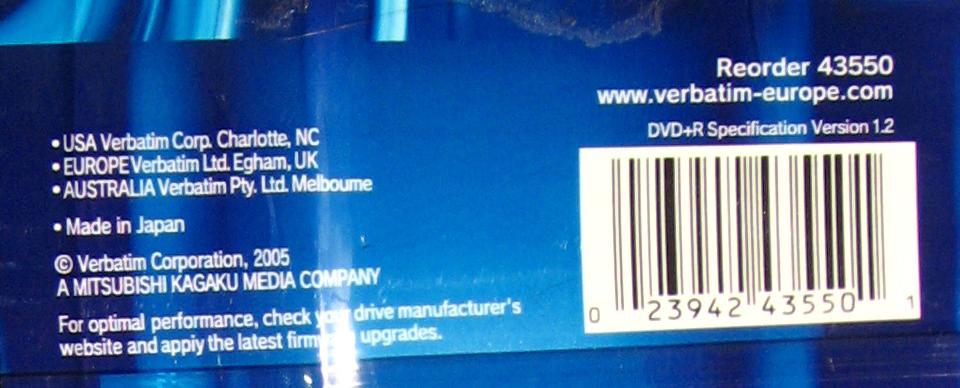 Reorder 43550
www.verbatim-europe.com
DVD+R Specification Version 1.2
• USA Verbatim Corp. Charlotte, NC
• EUROPE Verbatim Ltd. Egham, UK
• AUSTRALIA Verbatim Pty. Ltd. Melbourne
• Made in Japan
© Verbatim Corporation, 2005
A MITSUBISHI KAGAKU MEDIA COMPANY
For optimal performance, check your drive manufacturer's
website and apply the latest firmware upgrades.
0 23942 43550 1